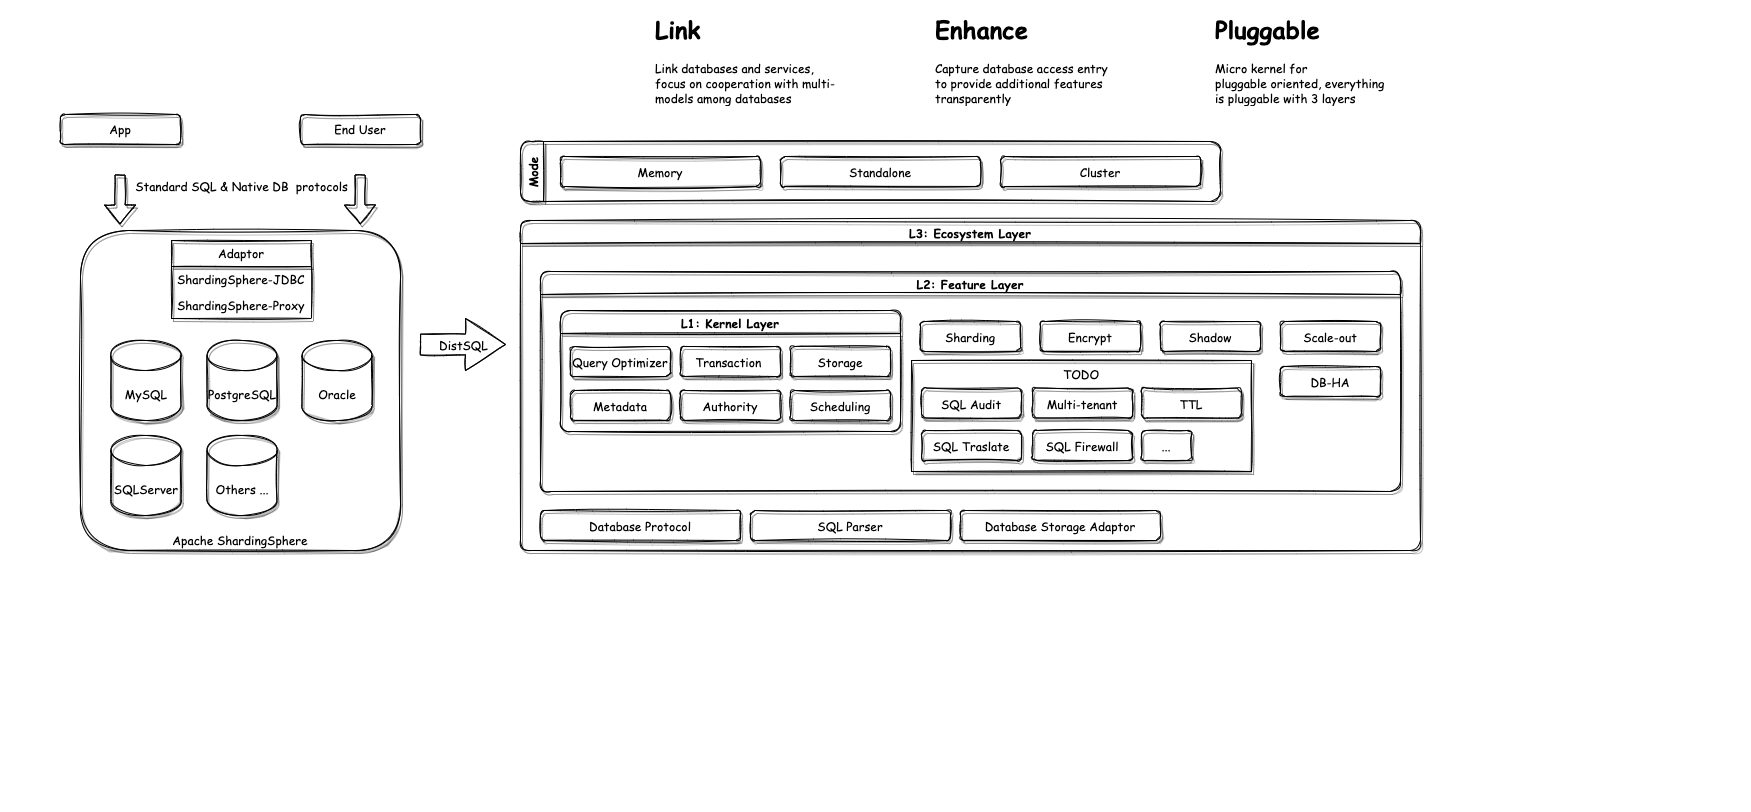 Link
Link databases and services,
focus on cooperation with multi-
models among databases
Enhance
Capture database access entry
to provide additional features
transparently
Pluggable
Micro kernel for
pluggable oriented, everything
is pluggable with 3 layers
App
End User
Standard SQL & Native DB  protocols
Adaptor
ShardingSphere-JDBC
ShardingSphere-Proxy
MySQL
PostgreSQL
Oracle
SQLServer
Others ...
Apache ShardingSphere
DistSQL
Mode
Memory
Standalone
Cluster
L3: Ecosystem Layer
L2: Feature Layer
L1: Kernel Layer
Query Optimizer
Transaction
Storage
Metadata
Authority
Scheduling
Sharding
Encrypt
Shadow
Scale-out
DB-HA
TODO
SQL Audit
Multi-tenant
TTL
SQL Traslate
SQL Firewall
...
Database Protocol
SQL Parser
Database Storage Adaptor